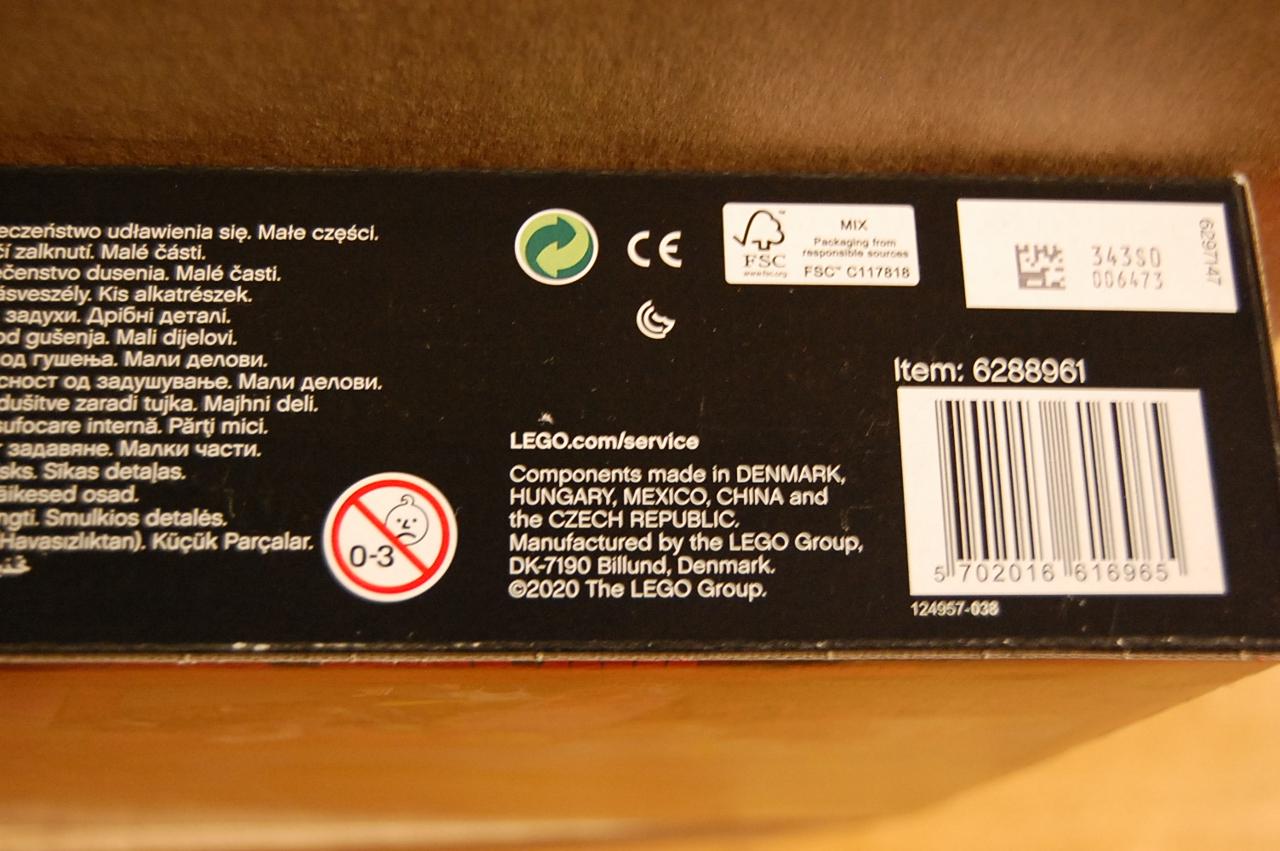 eczeństwo udławienia się. Małe części.
čí zalknutí. Malé části.
ečenstvo dusenia. Malé časti.
ásveszély. Kis alkatrészek.
задухи. Дрібні деталі.
od gušenja. Mali dijelovi.
од гушења. Мали делови.
сност од задушување. Мали делови.
dušitve zaradi tujka. Majhni deli.
sufocare internă. Părţi mici.
т задавяне. Малки части.
sks. Sīkas detaļas.
äikesed osad.
ngti. Smulkios detalės.
(Havasızlıktan). Küçük Parçalar.
0-3
CE
FSC
www.fsc.org
MIX
Packaging from
responsible sources
FSC™ C117818
343S0
006473
6297147
LEGO.com/service
Components made in DENMARK,
HUNGARY, MEXICO, CHINA and
the CZECH REPUBLIC.
Manufactured by the LEGO Group,
DK-7190 Billund, Denmark.
©2020 The LEGO Group.
Item: 6288961
5 702016 616965
124957-038